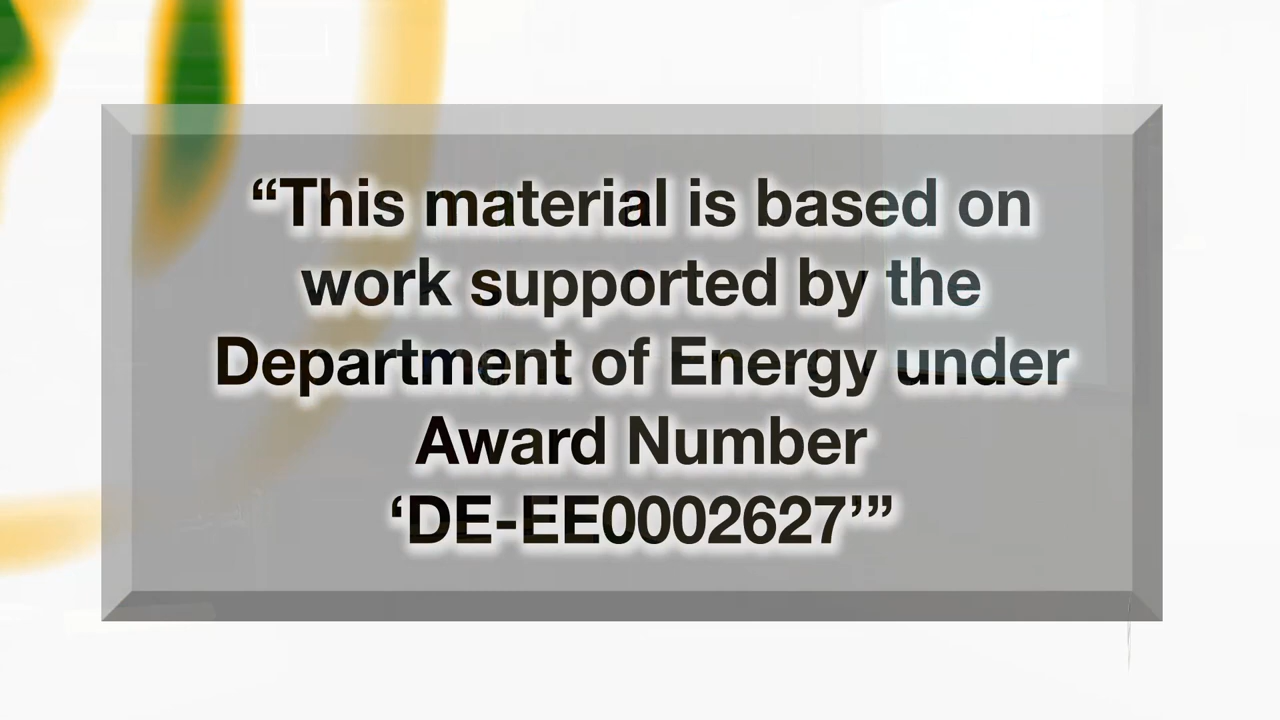 “This material is based on
work supported by the
Department of Energy under
Award Number
‘DE-EE0002627’”